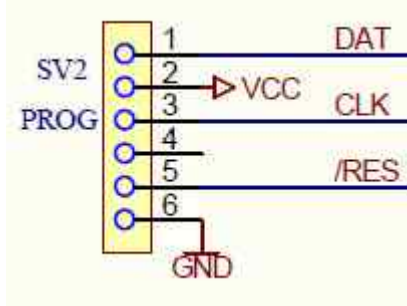 1 DAT
SV2
2 VCC
PROG
3 CLK
4
5 /RES
6
GND